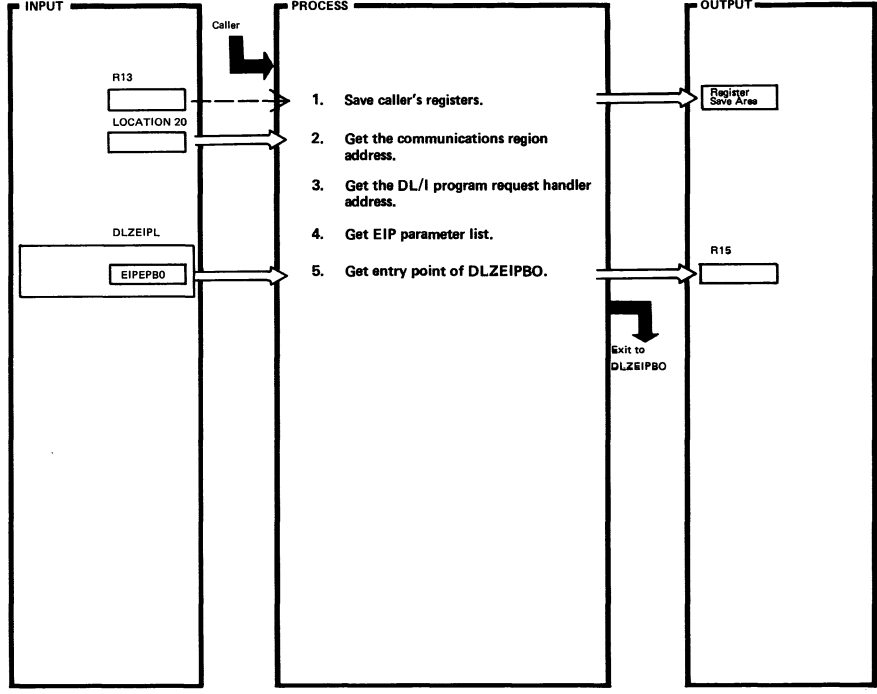 INPUT
PROCESS
OUTPUT
Caller
R13
1. Save caller's registers.
Register
Save Area
LOCATION 20
2. Get the communications region
address.
3. Get the DL/I program request handler
address.
DLZEIPL
4. Get EIP parameter list.
R15
EIPEPB0
5. Get entry point of DLZEIPBO.
Exit to
DLZEIPBO